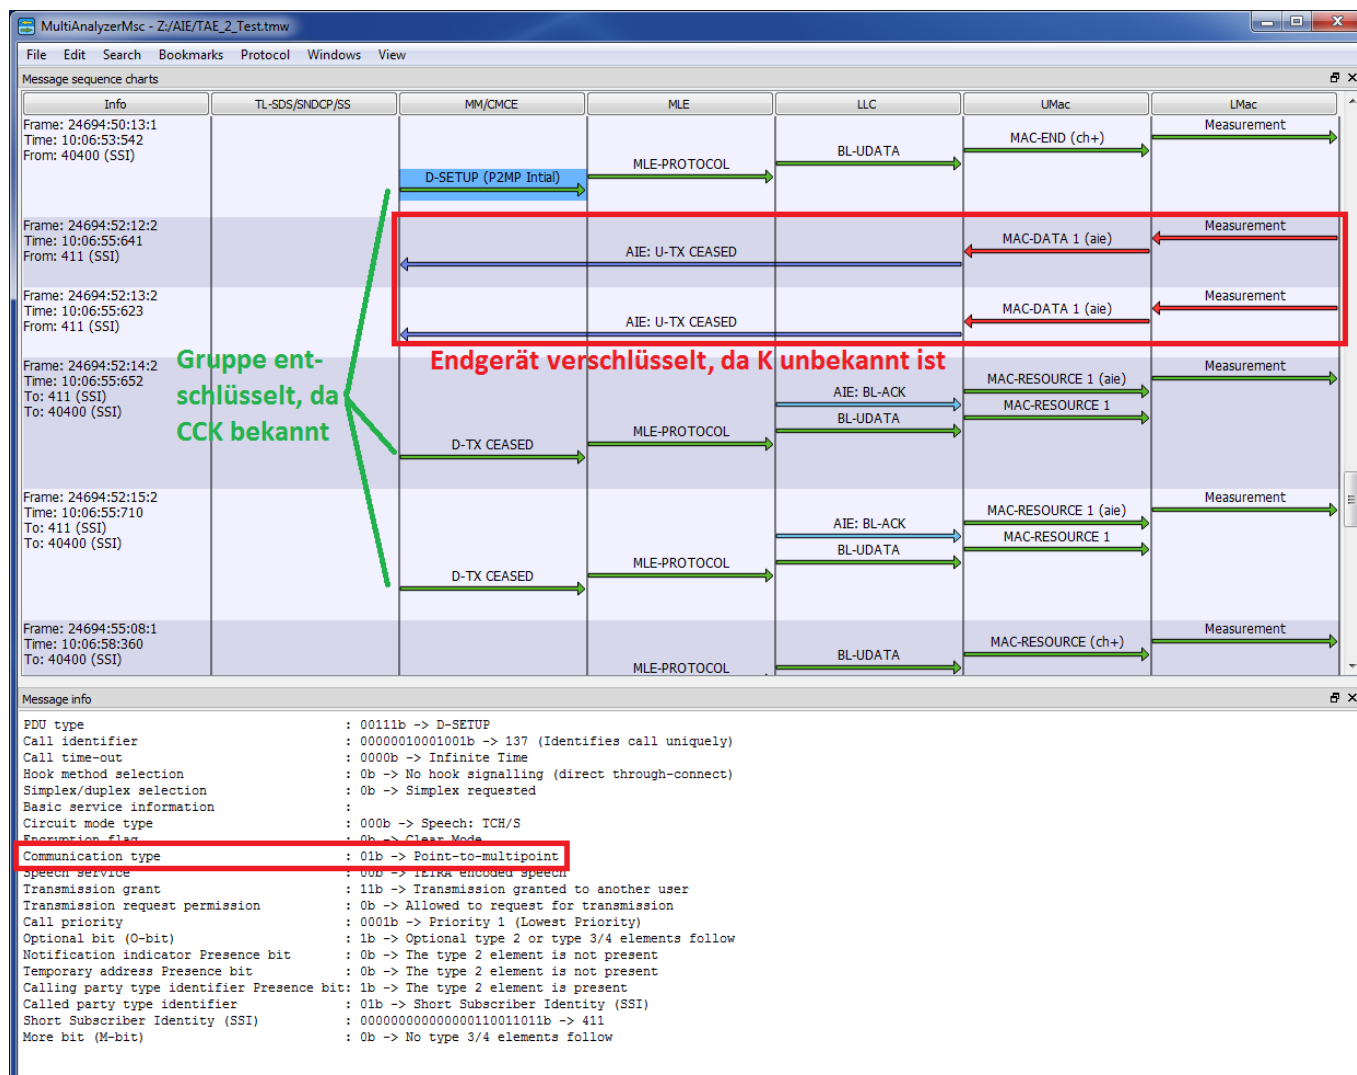 MultiAnalyzerMsc - Z:/AIE/TAE_2_Test.tmw
File Edit Search Bookmarks Protocol Windows View
Message sequence charts
Info TL-SDS/SNDCP/SS MM/CMCE MLE LLC UMac LMac
Frame: 24694:50:13:1
Time: 10:06:53:542
From: 40400 (SSI)
Measurement
MAC-END (ch+)
BL-UDATA
MLE-PROTOCOL
D-SETUP (P2MP Intial)
Frame: 24694:52:12:2
Time: 10:06:55:641
From: 411 (SSI)
Measurement
MAC-DATA 1 (aie)
AIE: U-TX CEASED
Frame: 24694:52:13:2
Time: 10:06:55:623
From: 411 (SSI)
Measurement
MAC-DATA 1 (aie)
AIE: U-TX CEASED
Gruppe ent-
schlüsselt, da
CCK bekannt
Endgerät verschlüsselt, da K unbekannt ist
Frame: 24694:52:14:2
Time: 10:06:55:652
To: 411 (SSI)
To: 40400 (SSI)
Measurement
MAC-RESOURCE 1 (aie)
AIE: BL-ACK
MAC-RESOURCE 1
BL-UDATA
MLE-PROTOCOL
D-TX CEASED
Frame: 24694:52:15:2
Time: 10:06:55:710
To: 411 (SSI)
To: 40400 (SSI)
Measurement
MAC-RESOURCE 1 (aie)
AIE: BL-ACK
MAC-RESOURCE 1
BL-UDATA
MLE-PROTOCOL
D-TX CEASED
Frame: 24694:55:08:1
Time: 10:06:58:360
To: 40400 (SSI)
Measurement
MAC-RESOURCE (ch+)
BL-UDATA
MLE-PROTOCOL
Message info
PDU type : 00111b -> D-SETUP
Call identifier : 00000010001001b -> 137 (Identifies call uniquely)
Call time-out : 0000b -> Infinite Time
Hook method selection : 0b -> No hook signalling (direct through-connect)
Simplex/duplex selection : 0b -> Simplex requested
Basic service information :
Circuit mode type : 000b -> Speech: TCH/S
Encryption flag : 0b -> Clear Mode
Communication type : 01b -> Point-to-multipoint
Speech service : 00b -> TETRA encoded speech
Transmission grant : 11b -> Transmission granted to another user
Transmission request permission : 0b -> Allowed to request for transmission
Call priority : 0001b -> Priority 1 (Lowest Priority)
Optional bit (O-bit) : 1b -> Optional type 2 or type 3/4 elements follow
Notification indicator Presence bit : 0b -> The type 2 element is not present
Temporary address Presence bit : 0b -> The type 2 element is not present
Calling party type identifier Presence bit: 1b -> The type 2 element is present
Called party type identifier : 01b -> Short Subscriber Identity (SSI)
Short Subscriber Identity (SSI) : 000000000000000110011011b -> 411
More bit (M-bit) : 0b -> No type 3/4 elements follow